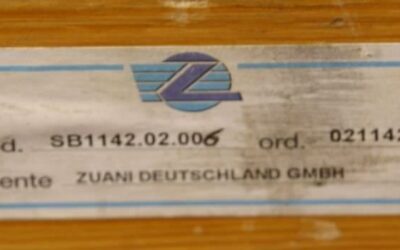 d. SB1142.02.006 ord.- 021142
ente ZUANI DEUTSCHLAND GMBH